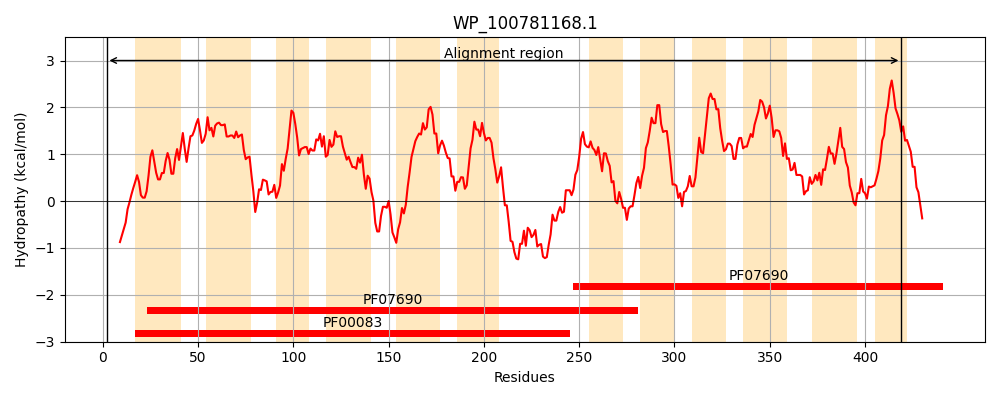 WP_100781168.1
Alignment region
3
2
1
0
−1
−2
−3
Hydropathy (kcal/mol)
PF07690
PF07690
PF00083
0 50 100 150 200 250 300 350 400
Residues